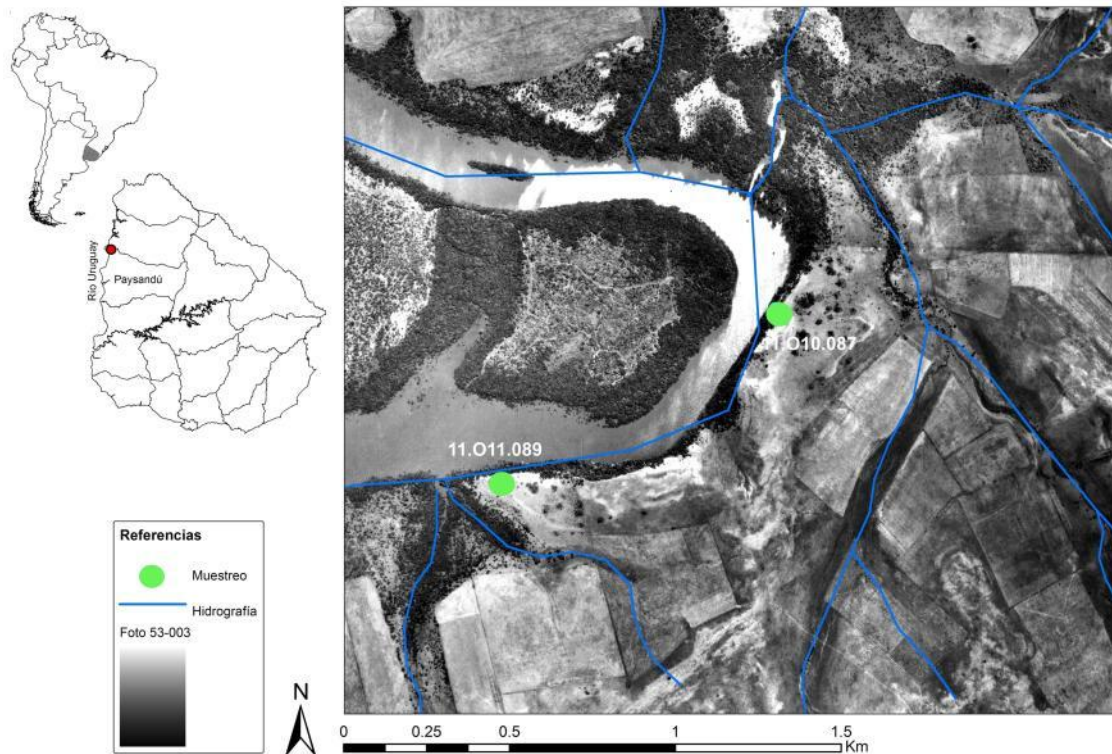 Río Uruguay
Paysandú
11.O10.087
11.O11.089
Referencias
Muestreo
Hidrografía
Foto 53-003
N
0 0.25 0.5 1 1.5
Km